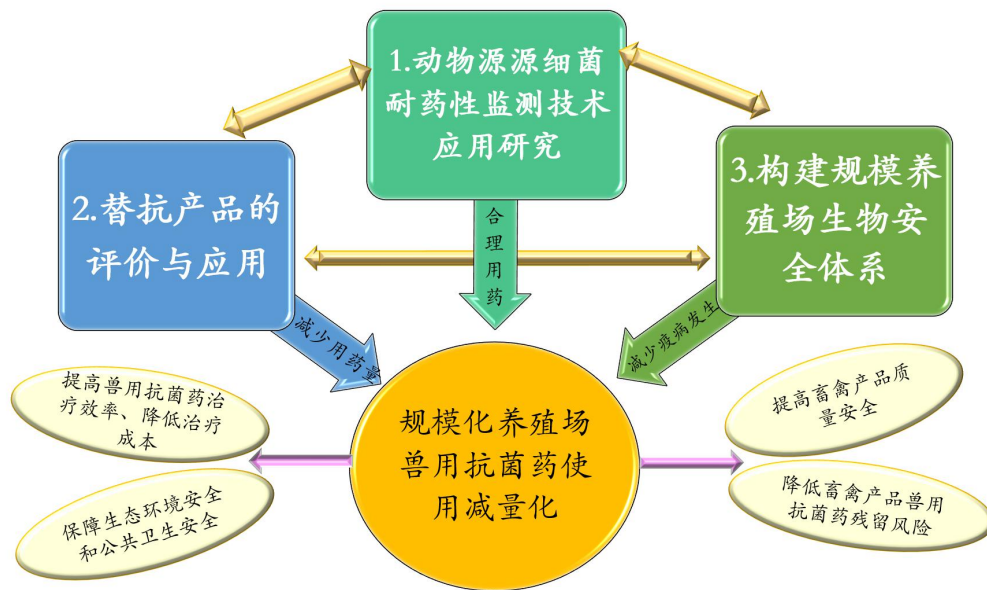 1.动物源源细菌
耐药性监测技术
应用研究
2.替抗产品的
评价与应用
3.构建规模养
殖场生物安
全体系
合理用药
减少用药量
减少疫病发生
规模化养殖场
兽用抗菌药使
用减量化
提高兽用抗菌药治
疗效率、降低治疗
成本
保障生态环境安全
和公共卫生安全
提高畜禽产品质
量安全
降低畜禽产品兽用
抗菌药残留风险